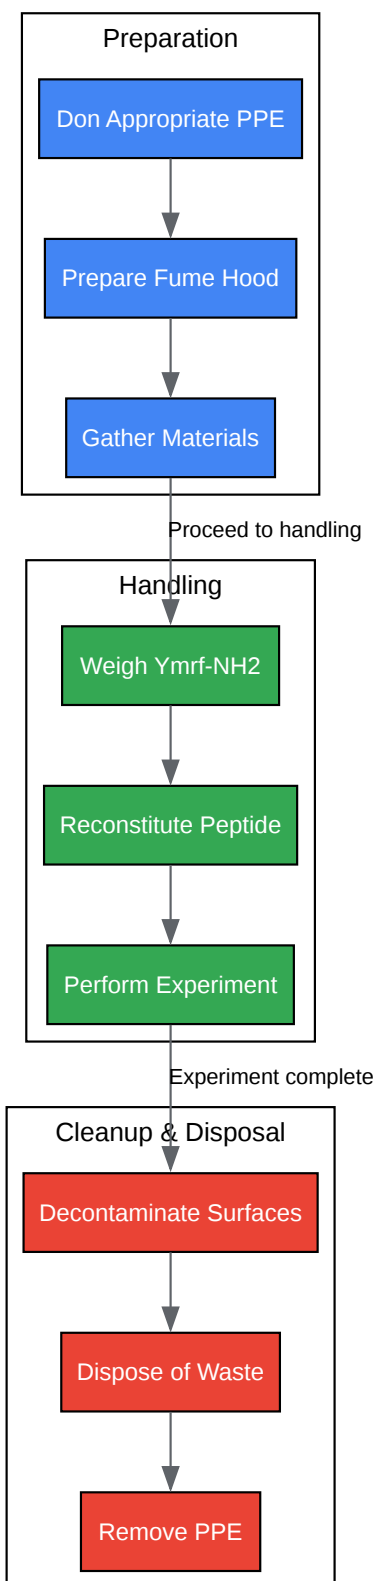 Preparation
Don Appropriate PPE
Prepare Fume Hood
Gather Materials
Proceed to handling
Handling
Weigh Ymrf-NH2
Reconstitute Peptide
Perform Experiment
Experiment complete
Cleanup & Disposal
Decontaminate Surfaces
Dispose of Waste
Remove PPE